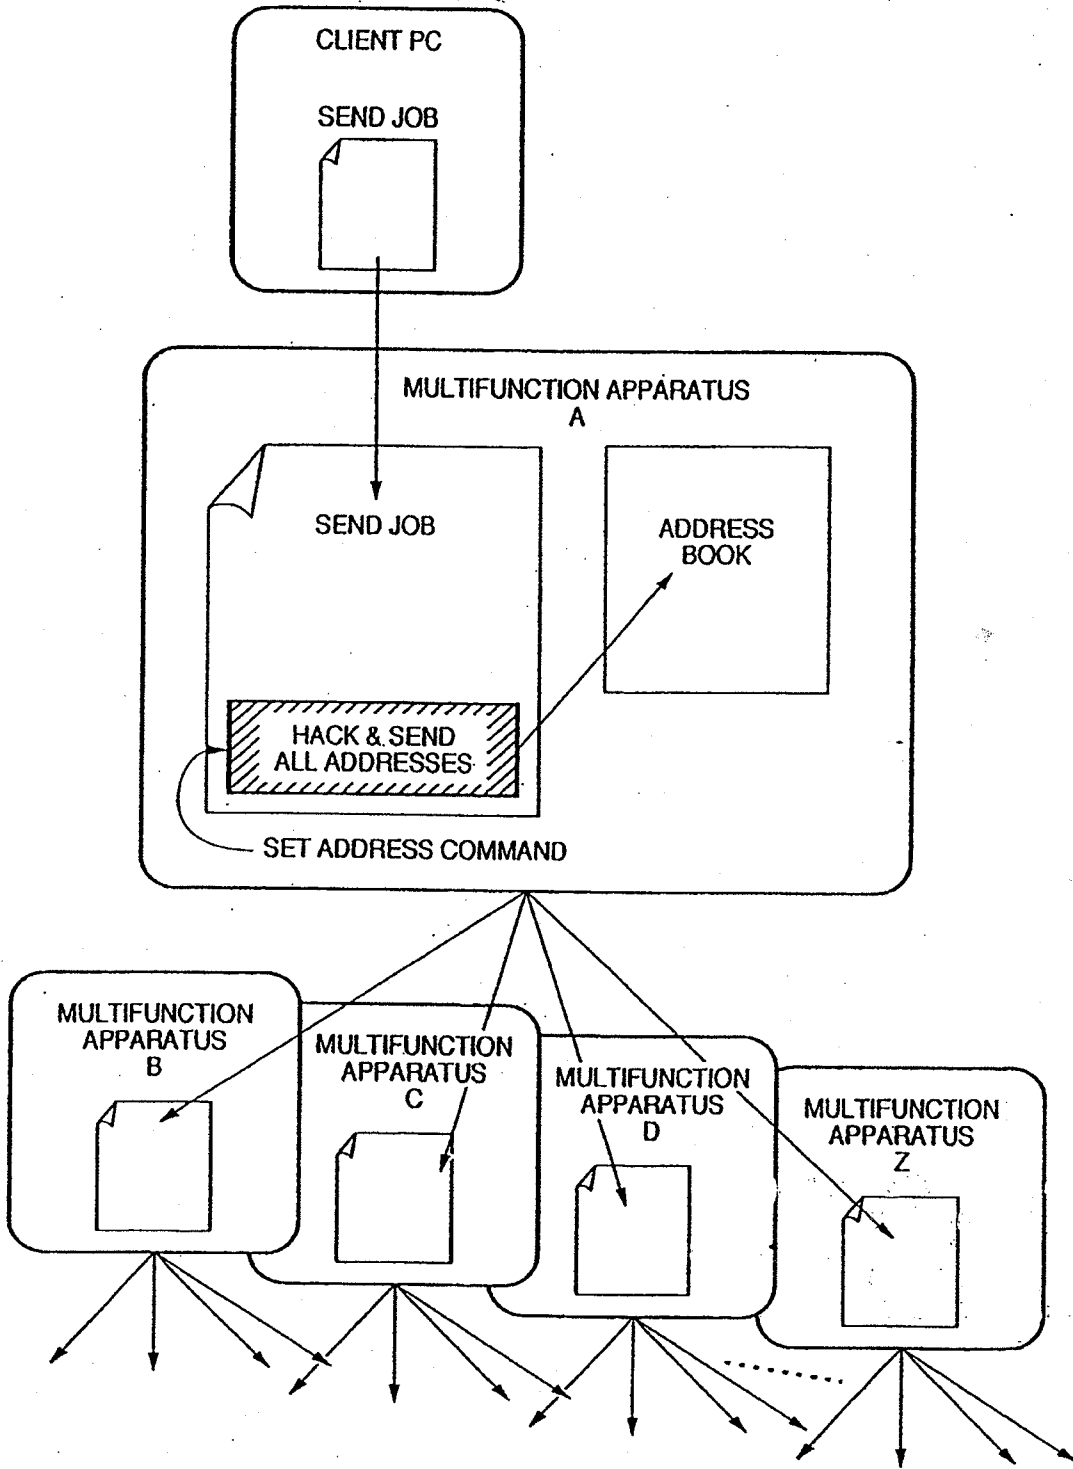 CLIENT PC
SEND JOB
MULTIFUNCTION APPARATUS
A
SEND JOB
ADDRESS
BOOK
HACK & SEND
ALL ADDRESSES
SET ADDRESS COMMAND
MULTIFUNCTION
APPARATUS
B
MULTIFUNCTION
APPARATUS
C
MULTIFUNCTION
APPARATUS
D
MULTIFUNCTION
APPARATUS
Z